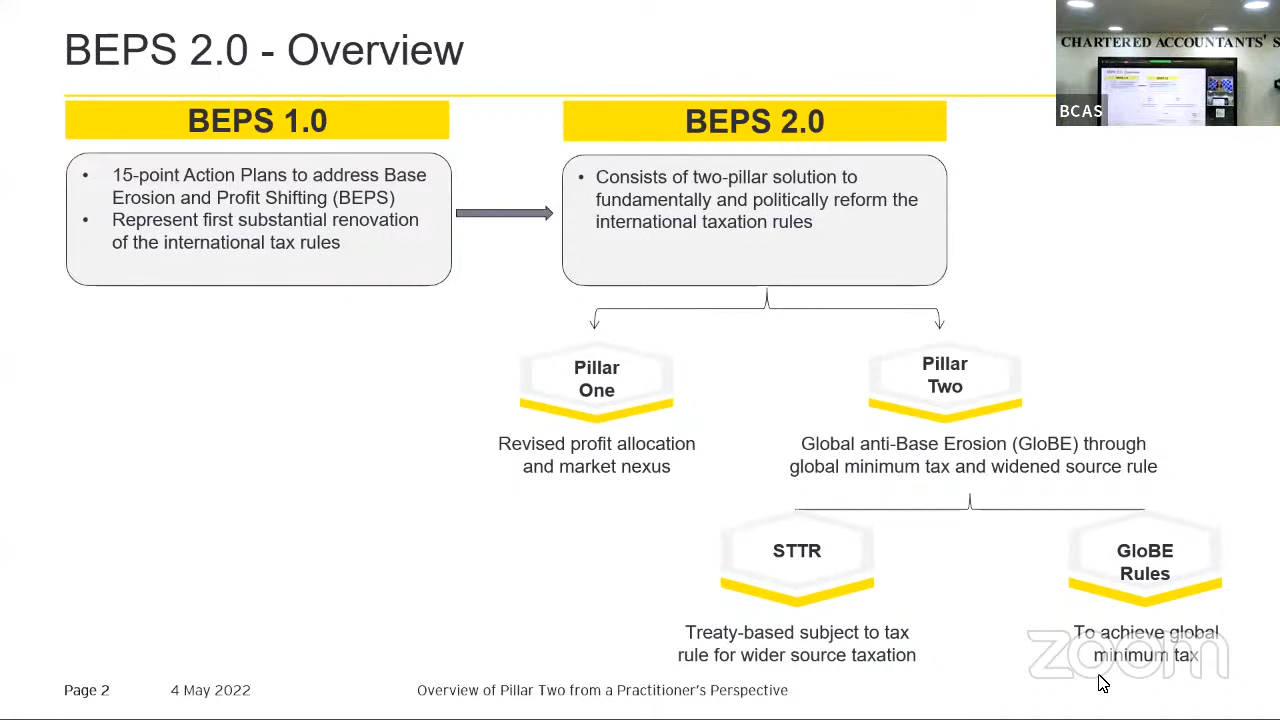 BEPS 2.0 - Overview
CHARTERED ACCOUNTANTS' S
BCAS
BEPS 1.0
• 15-point Action Plans to address Base
Erosion and Profit Shifting (BEPS)
• Represent first substantial renovation
of the international tax rules
BEPS 2.0
• Consists of two-pillar solution to
fundamentally and politically reform the
international taxation rules
Pillar
One
Revised profit allocation
and market nexus
Pillar
Two
Global anti-Base Erosion (GloBE) through
global minimum tax and widened source rule
STTR
Treaty-based subject to tax
rule for wider source taxation
GloBE
Rules
To achieve global
minimum tax
zoom
Page 2 4 May 2022 Overview of Pillar Two from a Practitioner's Perspective